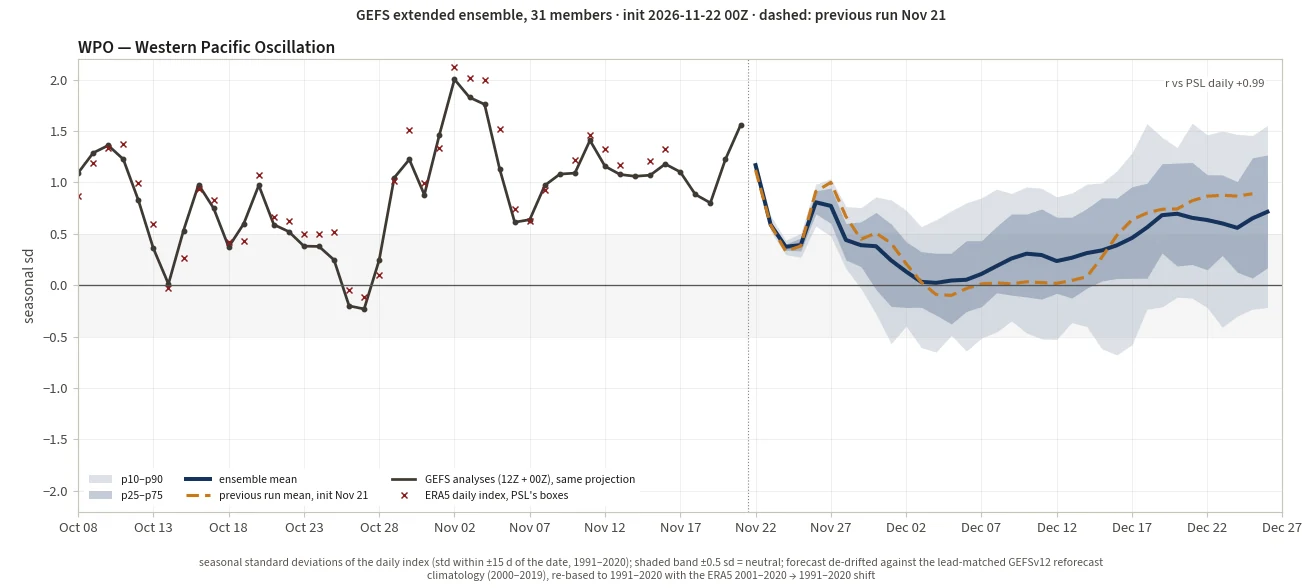 GEFS extended ensemble, 31 members · init 2026-11-22 00Z · dashed: previous run Nov 21
WPO — Western Pacific Oscillation
r vs PSL daily +0.99
seasonal sd
2.0
1.5
1.0
0.5
0.0
−0.5
−1.0
−1.5
−2.0
p10–p90
p25–p75
ensemble mean
previous run mean, init Nov 21
GEFS analyses (12Z + 00Z), same projection
ERA5 daily index, PSL's boxes
Oct 08 Oct 13 Oct 18 Oct 23 Oct 28 Nov 02 Nov 07 Nov 12 Nov 17 Nov 22 Nov 27 Dec 02 Dec 07 Dec 12 Dec 17 Dec 22 Dec 27
seasonal standard deviations of the daily index (std within ±15 d of the date, 1991–2020); shaded band ±0.5 sd = neutral; forecast de-drifted against the lead-matched GEFSv12 reforecast
climatology (2000–2019), re-based to 1991–2020 with the ERA5 2001–2020 → 1991–2020 shift